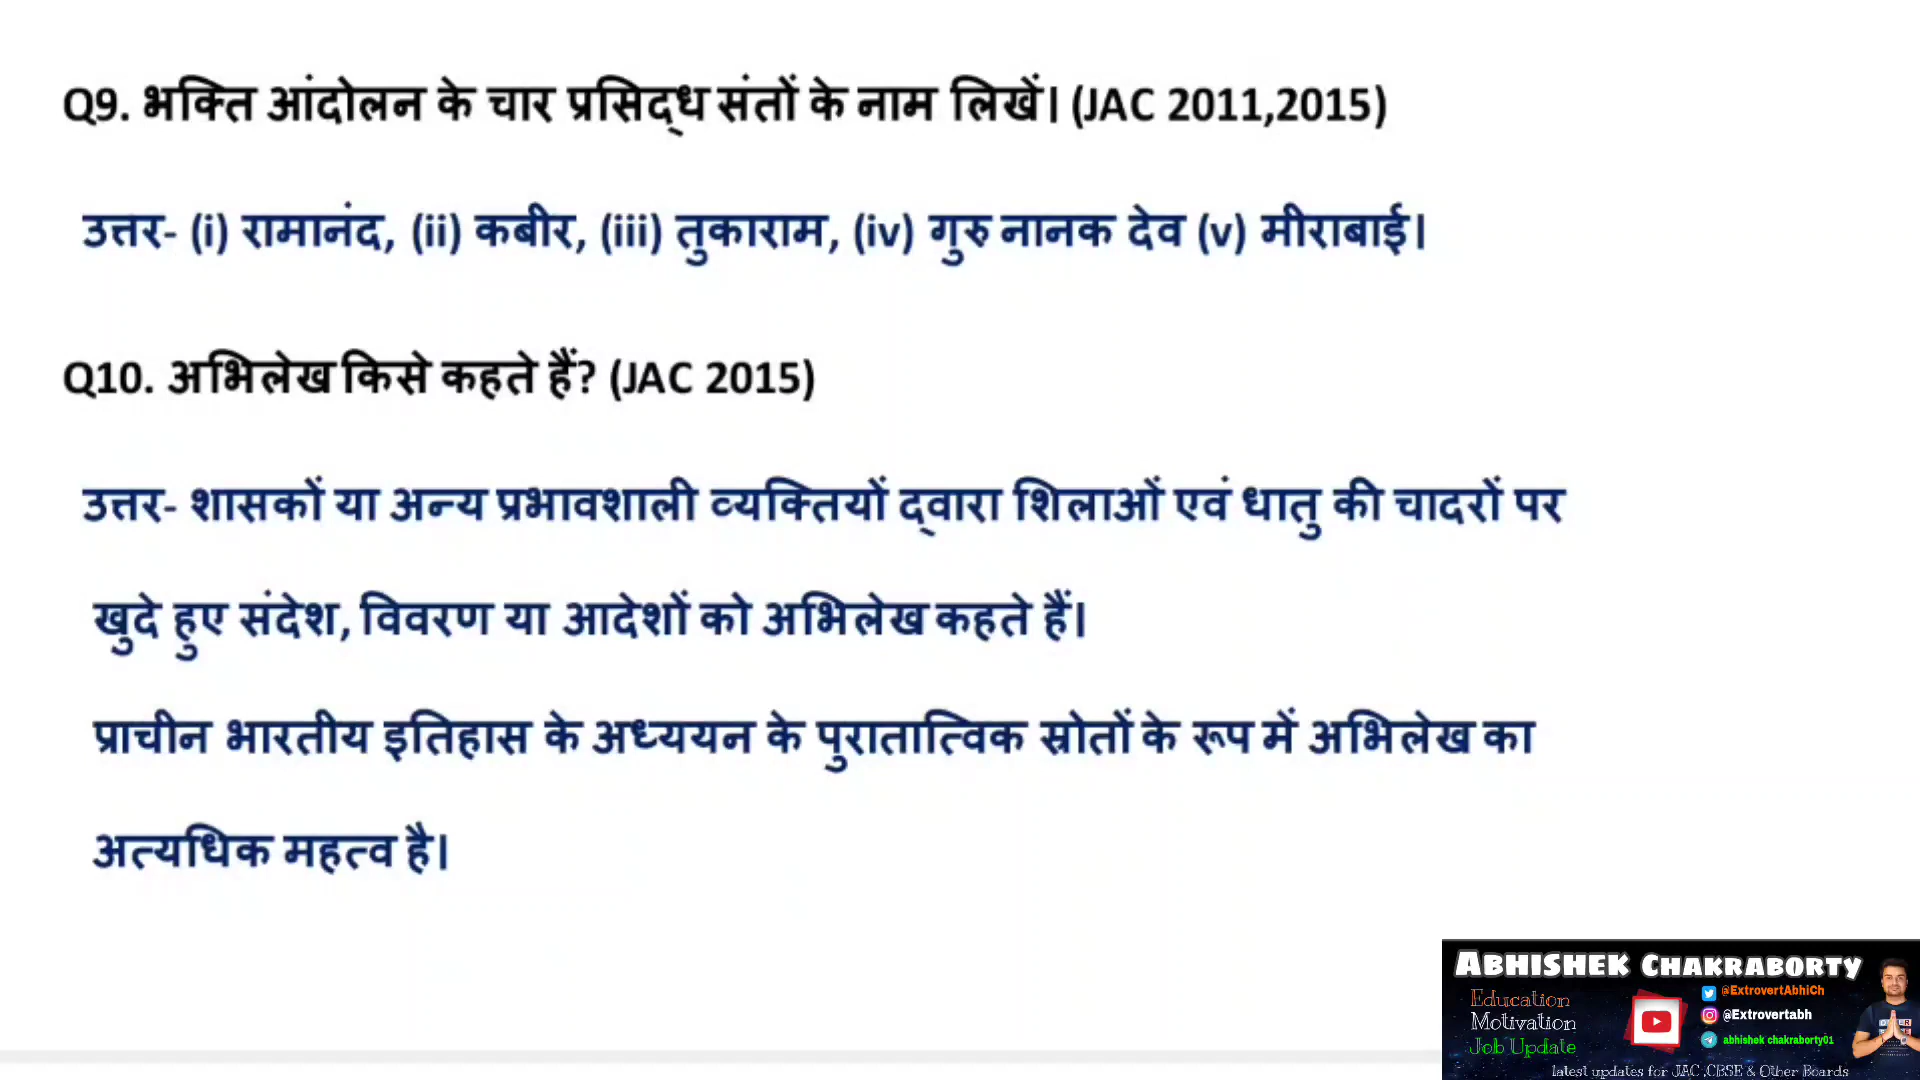 Q9. भक्ति आंदोलन के चार प्रसिद्ध संतों के नाम लिखें। (JAC 2011,2015)
उत्तर- (i) रामानंद, (ii) कबीर, (iii) तुकाराम, (iv) गुरु नानक देव (v) मीराबाई।
Q10. अभिलेख किसे कहते हैं? (JAC 2015)
उत्तर- शासकों या अन्य प्रभावशाली व्यक्तियों द्वारा शिलाओं एवं धातु की चादरों पर
खुदे हुए संदेश, विवरण या आदेशों को अभिलेख कहते हैं।
प्राचीन भारतीय इतिहास के अध्ययन के पुरातात्विक स्रोतों के रूप में अभिलेख का
अत्यधिक महत्व है।
ABHISHEK CHAKRABORTY
Education
Motivation
Job Update
@ExtrovertAbhiCh
@Extrovertabh
abhishek chakraborty01
latest updates for JAC ,CBSE & Other Boards